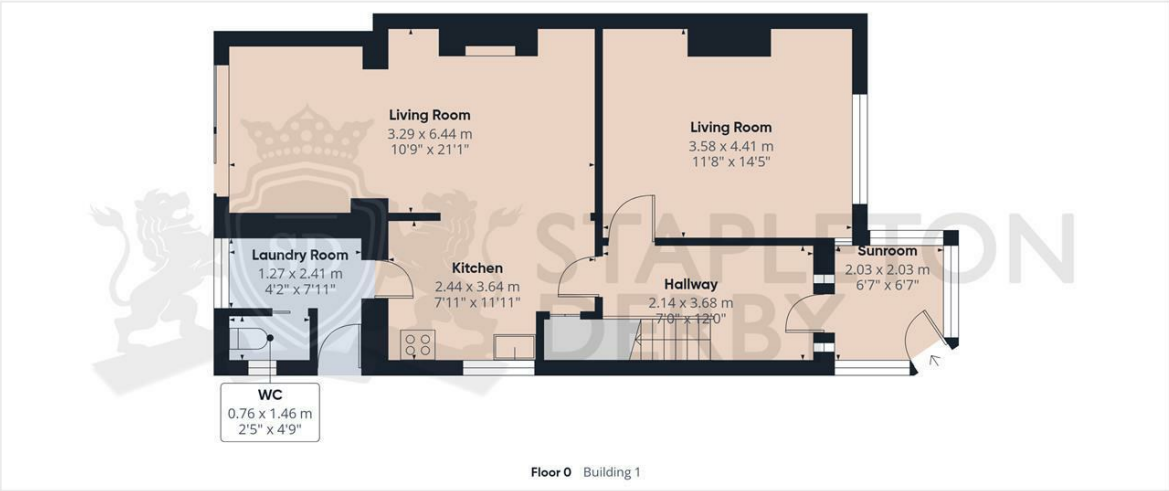 Living Room
3.29 x 6.44 m
10'9" x 21'1"
Living Room
3.58 x 4.41 m
11'8" x 14'5"
Laundry Room
1.27 x 2.41 m
4'2" x 7'11"
Kitchen
2.44 x 3.64 m
7'11" x 11'11"
Hallway
2.14 x 3.68 m
7'0" x 12'0"
Sunroom
2.03 x 2.03 m
6'7" x 6'7"
WC
0.76 x 1.46 m
2'5" x 4'9"
STAPLETON
DERBY
SD
Floor 0 Building 1